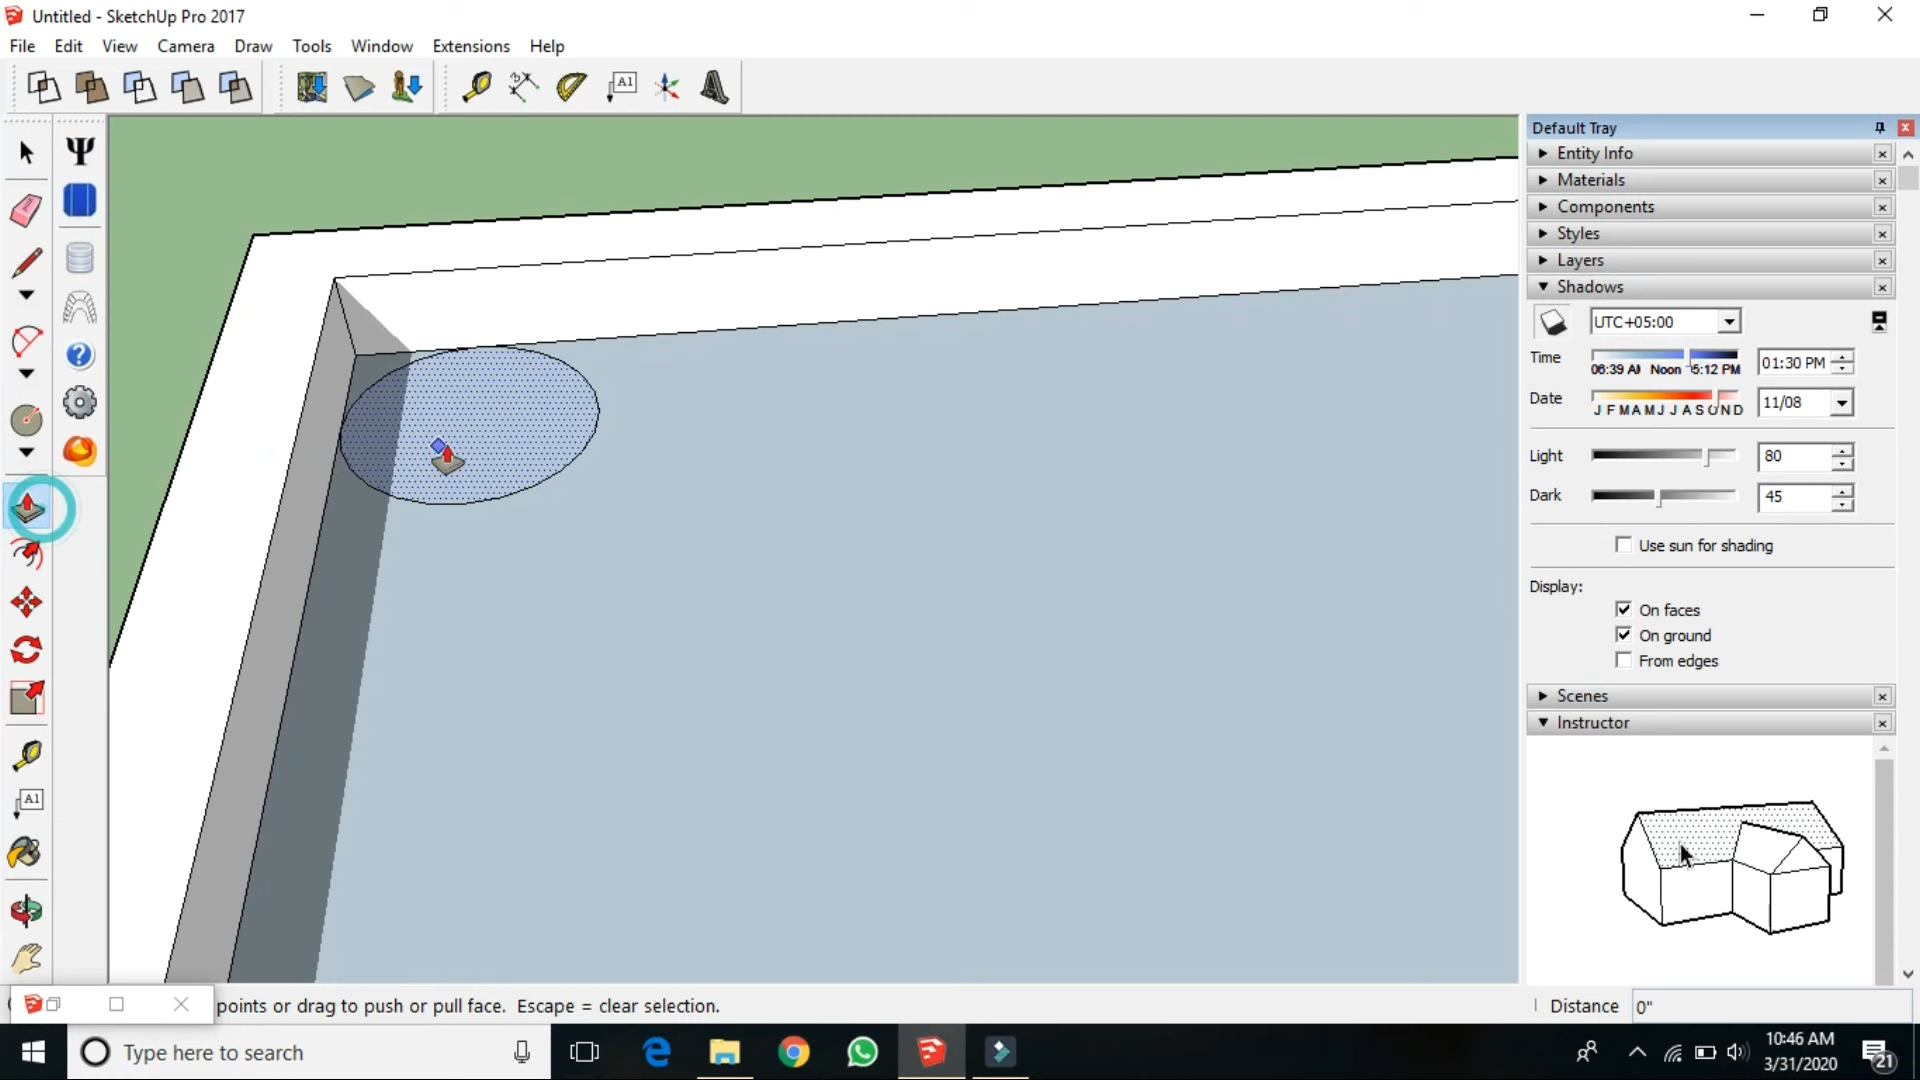 Untitled - SketchUp Pro 2017
File Edit View Camera Draw Tools Window Extensions Help
A1
Default Tray
Entity Info
Materials
Components
Styles
Layers
Shadows
UTC+05:00
Time 06:39 AM Noon 5:12 PM 01:30 PM
Date J F M A M J J A S O N D 11/08
Light 80
Dark 45
Use sun for shading
Display:
On faces
On ground
From edges
Scenes
Instructor
A1
points or drag to push or pull face. Escape = clear selection.
Distance 0"
Type here to search
10:46 AM
3/31/2020
21